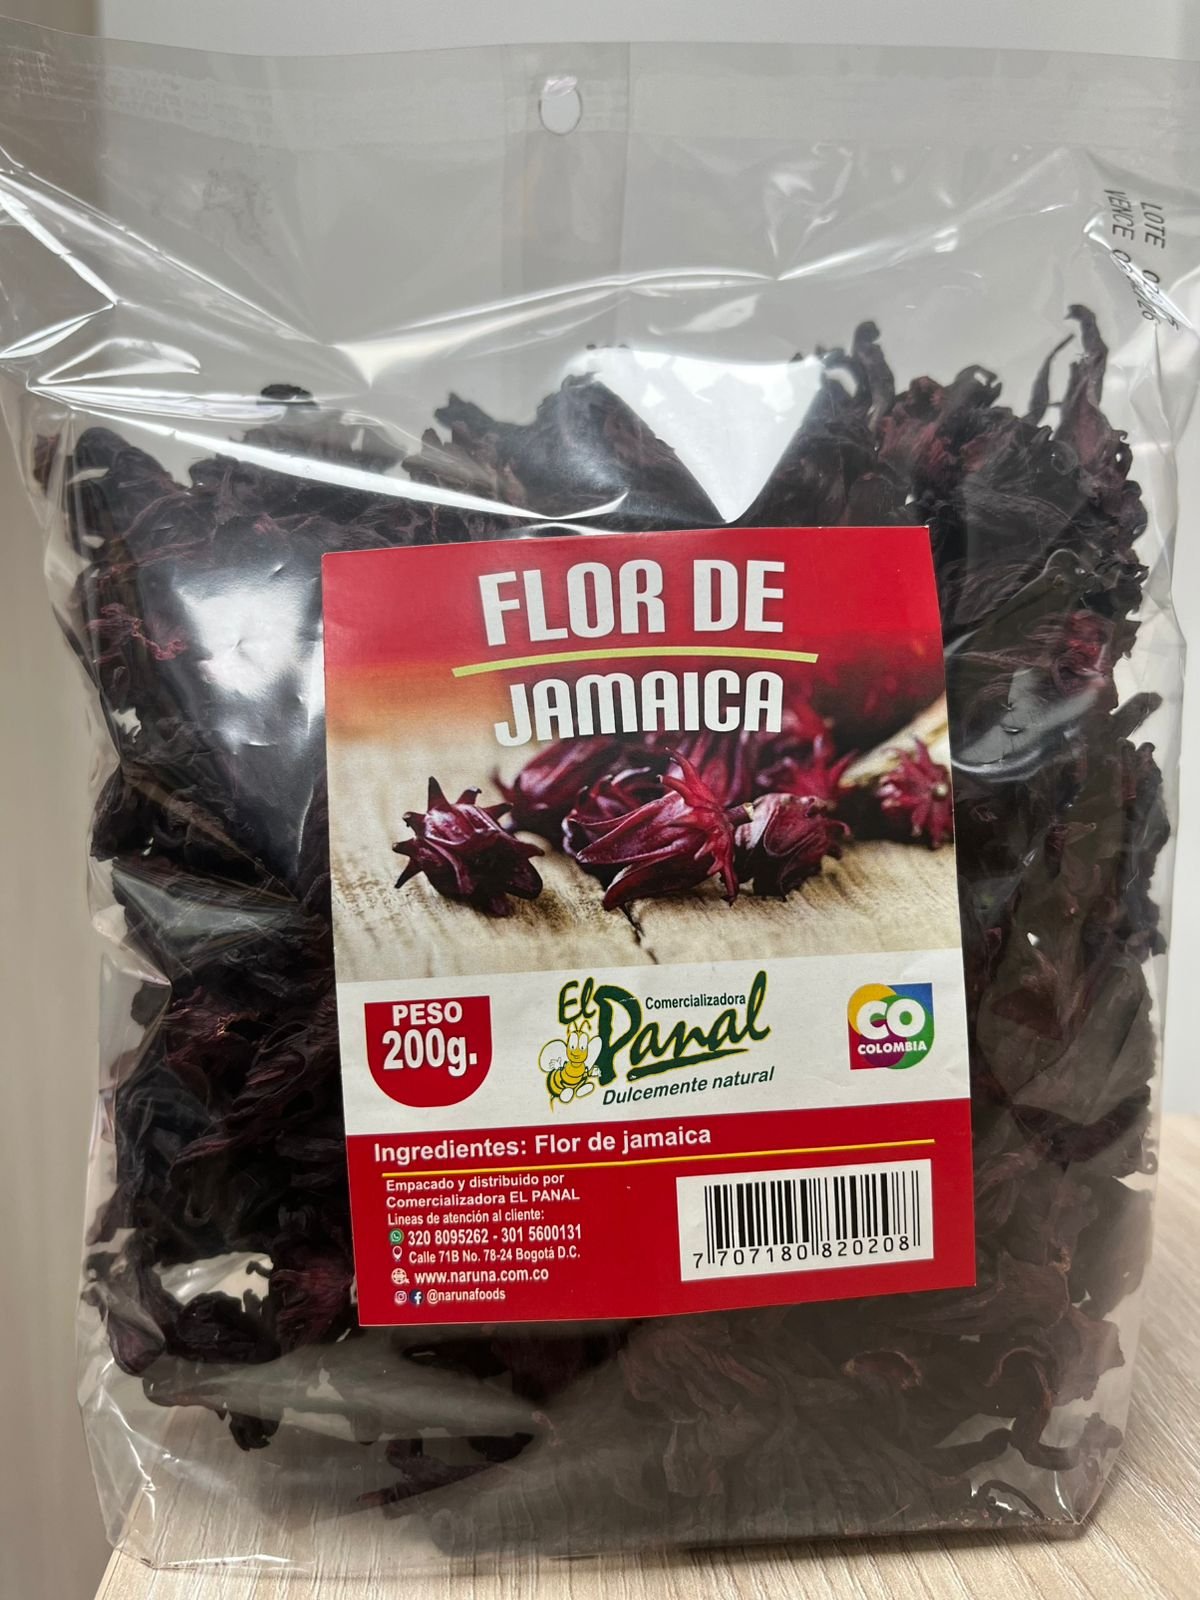 LOTE
VENCE
FLOR DE
JAMAICA
PESO
200g.
El Panal
Comercializadora
Dulcemente natural
CO
COLOMBIA
Ingredientes: Flor de jamaica
Empacado y distribuido por
Comercializadora EL PANAL
Lineas de atención al cliente:
320 8095262 - 301 5600131
Calle 71B No. 78-24 Bogotá D.C.
www.naruna.com.co
@narunafoods
7 707180 820208